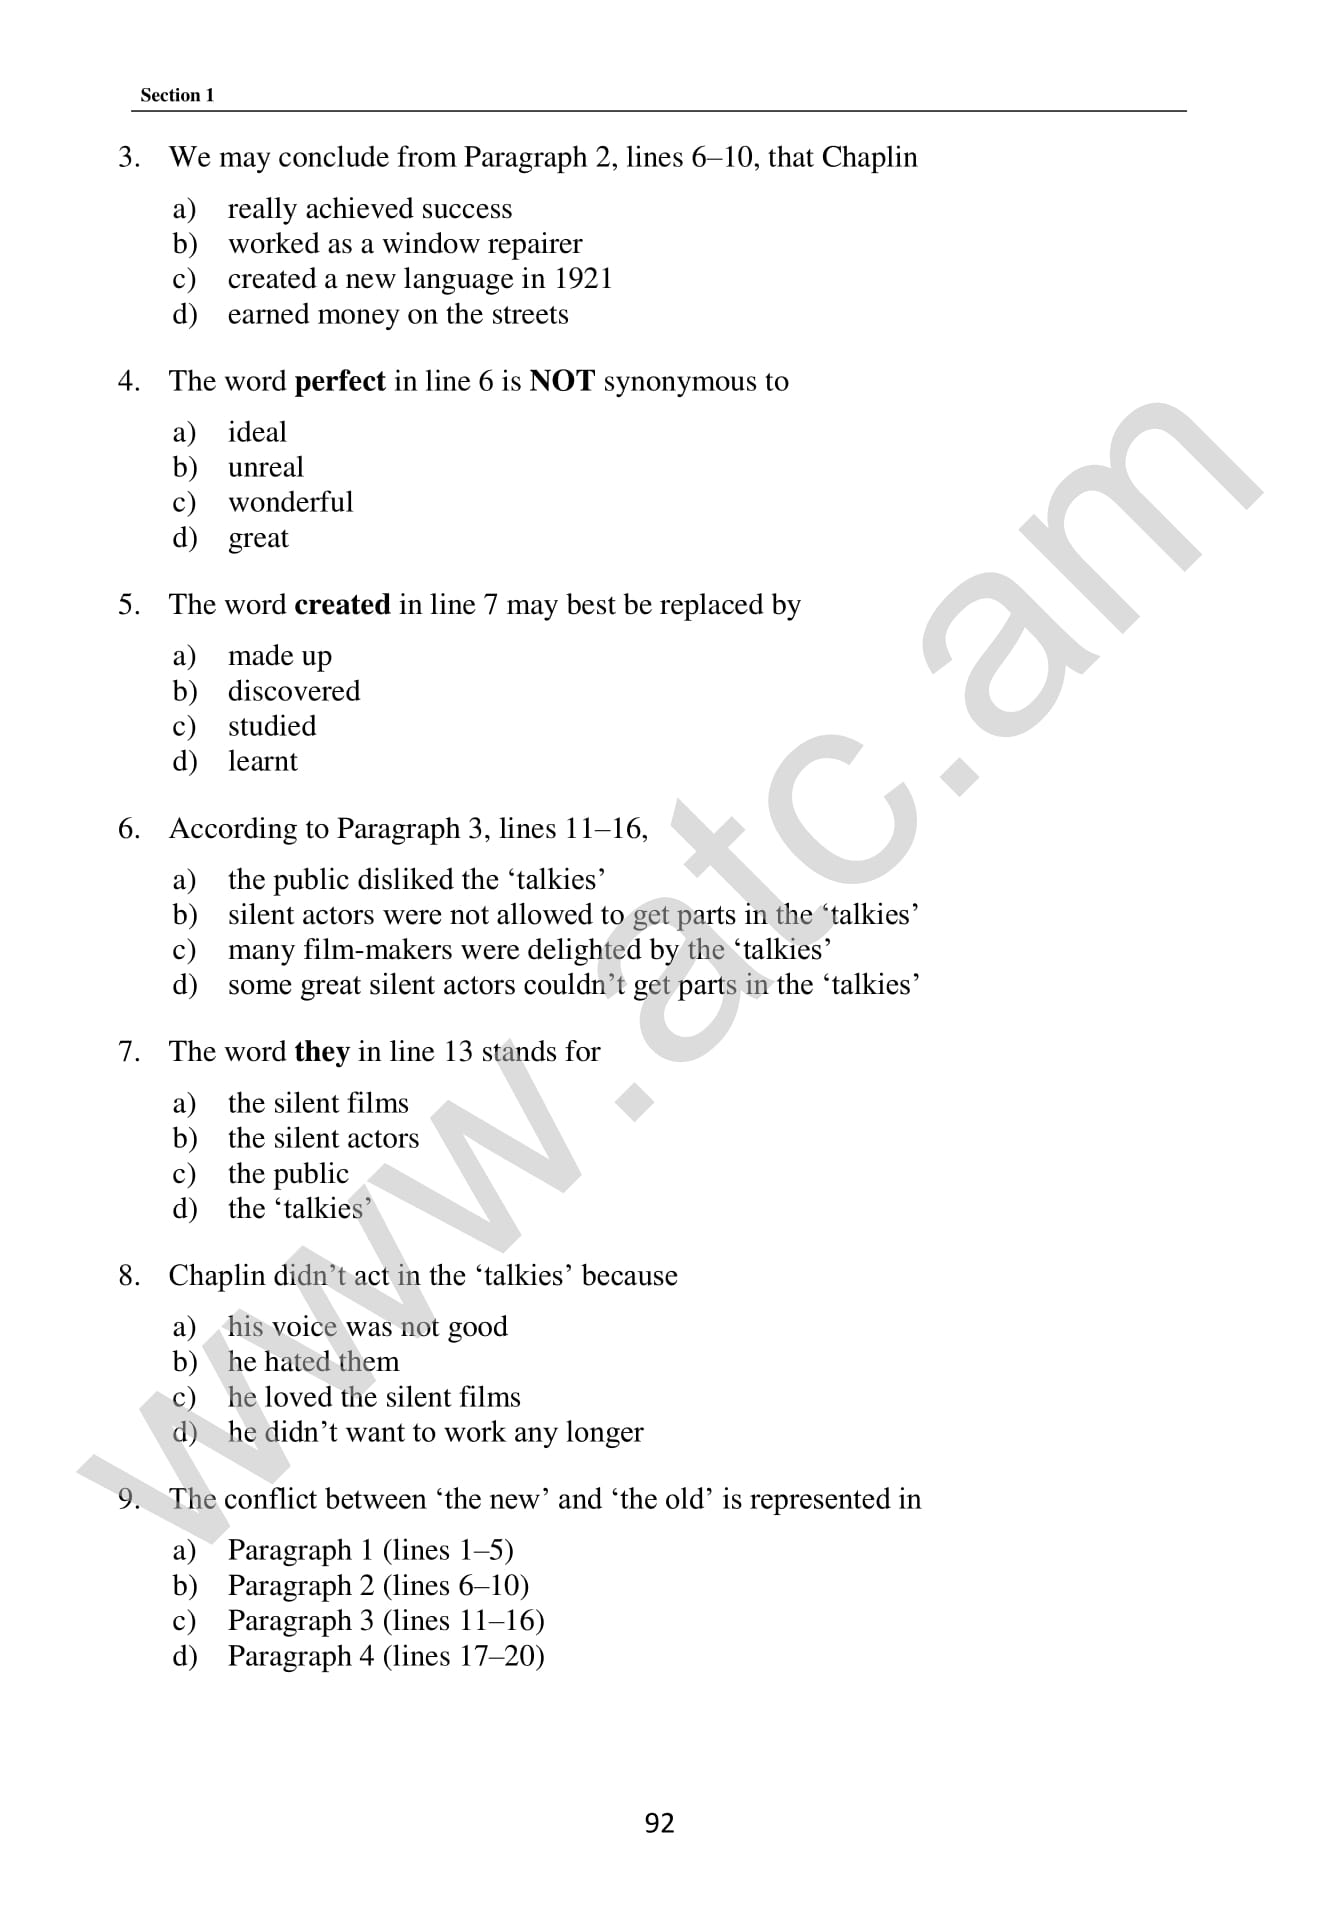 Section 1
3. We may conclude from Paragraph 2, lines 6–10, that Chaplin
a) really achieved success
b) worked as a window repairer
c) created a new language in 1921
d) earned money on the streets
4. The word perfect in line 6 is NOT synonymous to
a) ideal
b) unreal
c) wonderful
d) great
5. The word created in line 7 may best be replaced by
a) made up
b) discovered
c) studied
d) learnt
6. According to Paragraph 3, lines 11–16,
a) the public disliked the ‘talkies’
b) silent actors were not allowed to get parts in the ‘talkies’
c) many film-makers were delighted by the ‘talkies’
d) some great silent actors couldn’t get parts in the ‘talkies’
7. The word they in line 13 stands for
a) the silent films
b) the silent actors
c) the public
d) the ‘talkies’
8. Chaplin didn’t act in the ‘talkies’ because
a) his voice was not good
b) he hated them
c) he loved the silent films
d) he didn’t want to work any longer
9. The conflict between ‘the new’ and ‘the old’ is represented in
a) Paragraph 1 (lines 1–5)
b) Paragraph 2 (lines 6–10)
c) Paragraph 3 (lines 11–16)
d) Paragraph 4 (lines 17–20)
92
www.atc.am